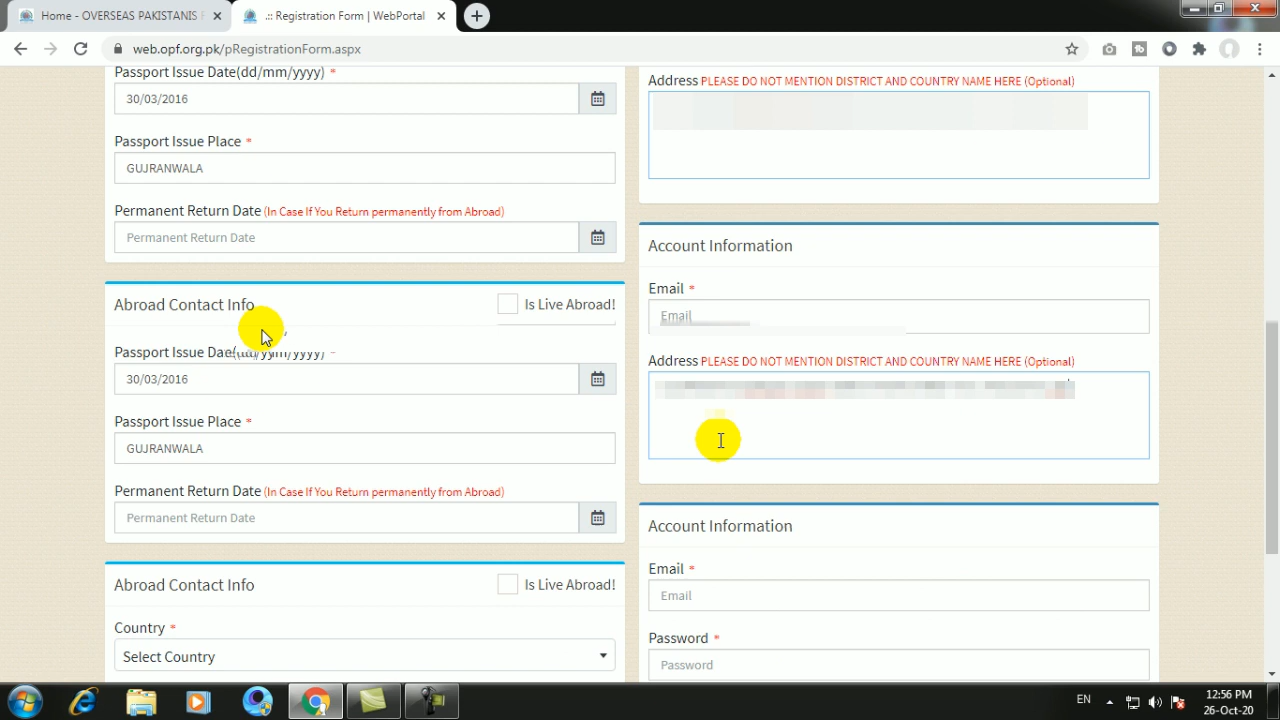 Home - OVERSEAS PAKISTANIS
.:: Registration Form | WebPortal
web.opf.org.pk/pRegistrationForm.aspx
Passport Issue Date(dd/mm/yyyy) *
30/03/2016
Passport Issue Place *
GUJRANWALA
Permanent Return Date (In Case If You Return permanently from Abroad)
Permanent Return Date
Abroad Contact Info
Is Live Abroad!
Passport Issue
30/03/2016
Passport Issue Place *
GUJRANWALA
Permanent Return Date (In Case If You Return permanently from Abroad)
Permanent Return Date
Abroad Contact Info
Is Live Abroad!
Country *
Select Country
Address PLEASE DO NOT MENTION DISTRICT AND COUNTRY NAME HERE (Optional)
Account Information
Email *
Email
Address PLEASE DO NOT MENTION DISTRICT AND COUNTRY NAME HERE (Optional)
Account Information
Email *
Email
Password *
Password
EN
12:56 PM
26-Oct-20